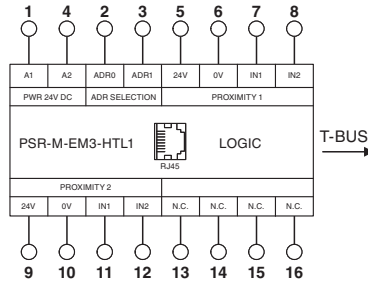 1 4 2 3 5 6 7 8
A1 A2 ADR0 ADR1 24V 0V IN1 IN2
PWR 24V DC ADR SELECTION PROXIMITY 1
PSR-M-EM3-HTL1 LOGIC T-BUS
RJ45
PROXIMITY 2
24V 0V IN1 IN2 N.C. N.C. N.C. N.C.
9 10 11 12 13 14 15 16